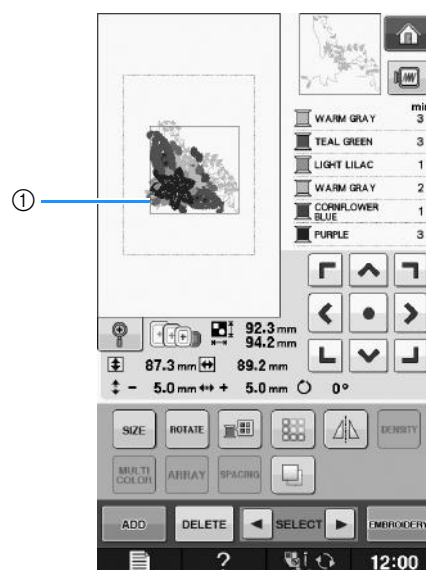 min
WARM GRAY 3
TEAL GREEN 3
LIGHT LILAC 1
WARM GRAY 2
CORNFLOWER
BLUE 1
PURPLE 3
①
92.3 mm
94.2 mm
87.3 mm 89.2 mm
- 5.0 mm + 5.0 mm 0°
SIZE ROTATE DENSITY
MULTI
COLOR ARRAY SPACING
ADD DELETE SELECT EMBROIDERY
? 12:00